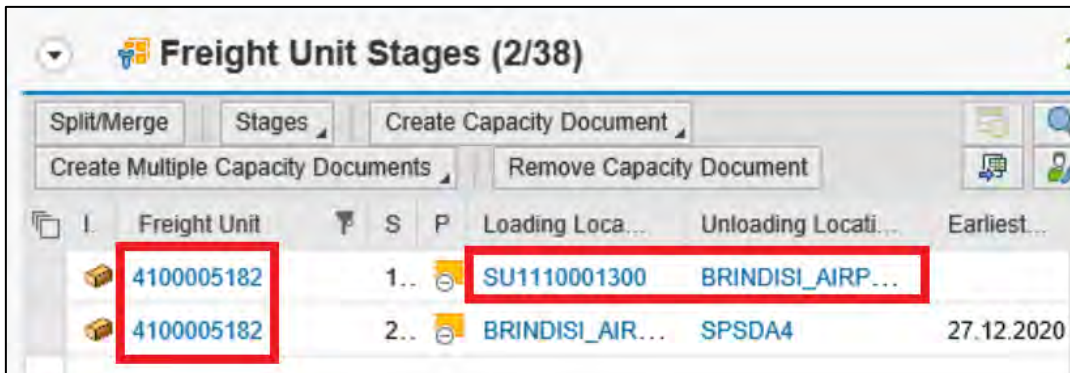 Freight Unit Stages (2/38)
Split/Merge Stages Create Capacity Document
Create Multiple Capacity Documents Remove Capacity Document
I. Freight Unit S P Loading Loca... Unloading Locati... Earliest...
4100005182 1.. SU1110001300 BRINDISI_AIRP...
4100005182 2.. BRINDISI_AIR... SPSDA4 27.12.2020